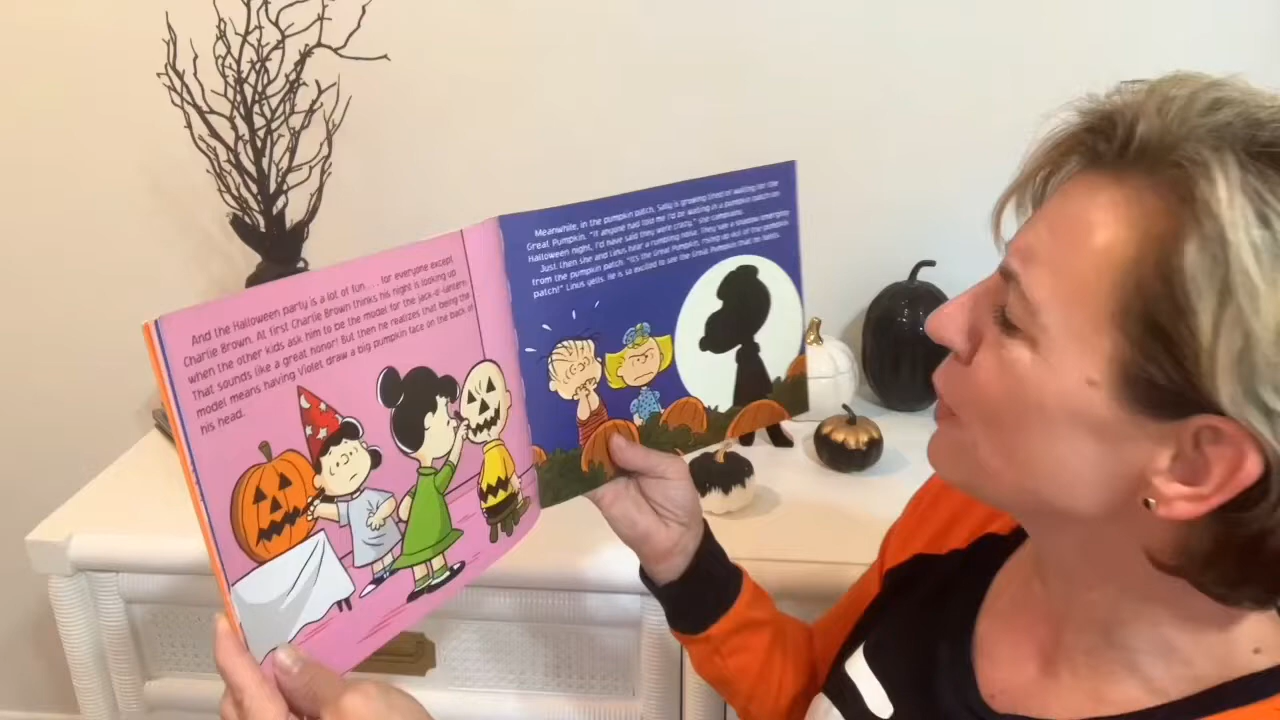 And the Halloween party is a lot of fun . . . for everyone except
Charlie Brown. At first Charlie Brown thinks his night is looking up
when the other kids ask him to be the model for the jack-o'-lantern.
That sounds like a great honor! But then he realizes that being the
model means having Violet draw a big pumpkin face on the back of
his head.
Meanwhile, in the pumpkin patch, Sally is growing tired of waiting for the
Great Pumpkin. "If anyone had told me I'd be waiting in a pumpkin patch on
Halloween night, I'd have said they were crazy," she complains.
Just then she and Linus hear a rustling noise. They see a shadow emerging
from the pumpkin patch. "It's the Great Pumpkin, rising up out of the pumpkin
patch!" Linus yells. He is so excited to see the Great Pumpkin that he faints.